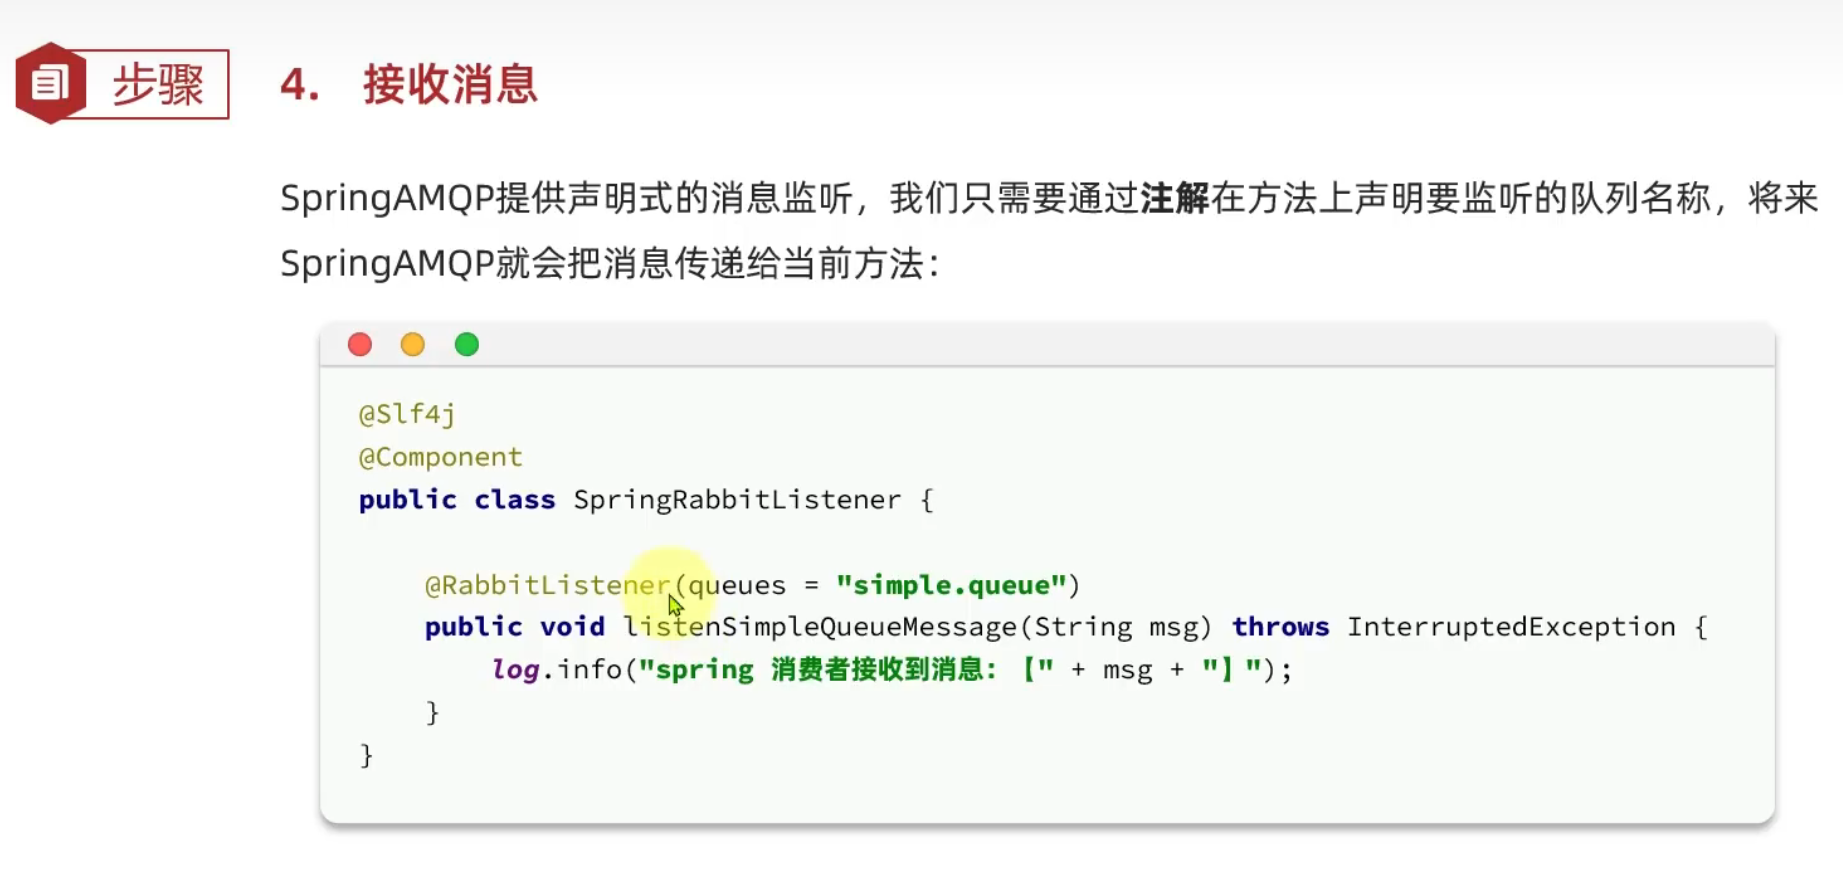 步骤
4. 接收消息
SpringAMQP提供声明式的消息监听，我们只需要通过注解在方法上声明要监听的队列名称，将来
SpringAMQP就会把消息传递给当前方法：
@Slf4j
@Component
public class SpringRabbitListener {
@RabbitListener(queues = "simple.queue")
public void listenSimpleQueueMessage(String msg) throws InterruptedException {
log.info("spring 消费者接收到消息：【" + msg + "】");
}
}